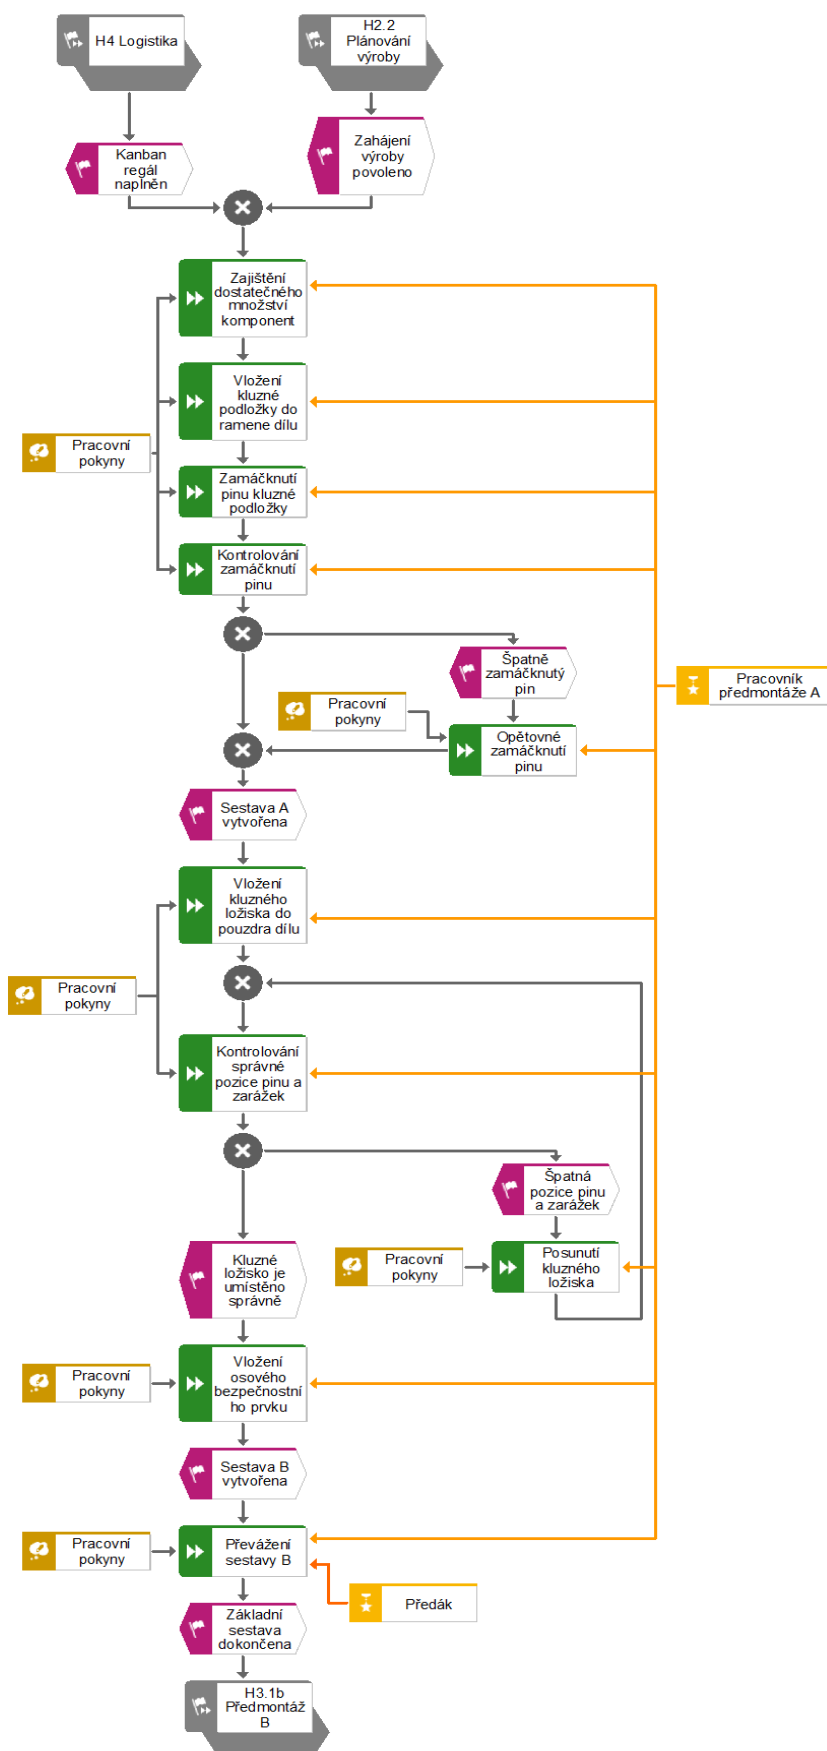 H4 Logistika
H2.2
Plánování
výroby
Kanban
regál
naplněn
Zahájení
výroby
povoleno
Zajištění
dostatečného
množství
komponent
Vložení
kluzné
podložky do
ramene dílu
Pracovní
pokyny
Zamáčknutí
pinu kluzné
podložky
Kontrolování
zamáčknutí
pinu
Špatně
zamáčknutý
pin
Pracovník
předmontáže A
Pracovní
pokyny
Opětovné
zamáčknutí
pinu
Sestava A
vytvořena
Vložení
kluzného
ložiska do
pouzdra dílu
Pracovní
pokyny
Kontrolování
správné
pozice pinu a
zarážek
Špatná
pozice pinu
a zarážek
Kluzné
ložisko je
umístěno
správně
Pracovní
pokyny
Posunutí
kluzného
ložiska
Pracovní
pokyny
Vložení
osového
bezpečnostní
ho prvku
Sestava B
vytvořena
Pracovní
pokyny
Převážení
sestavy B
Předák
Základní
sestava
dokončena
H3.1b
Předmontáž
B